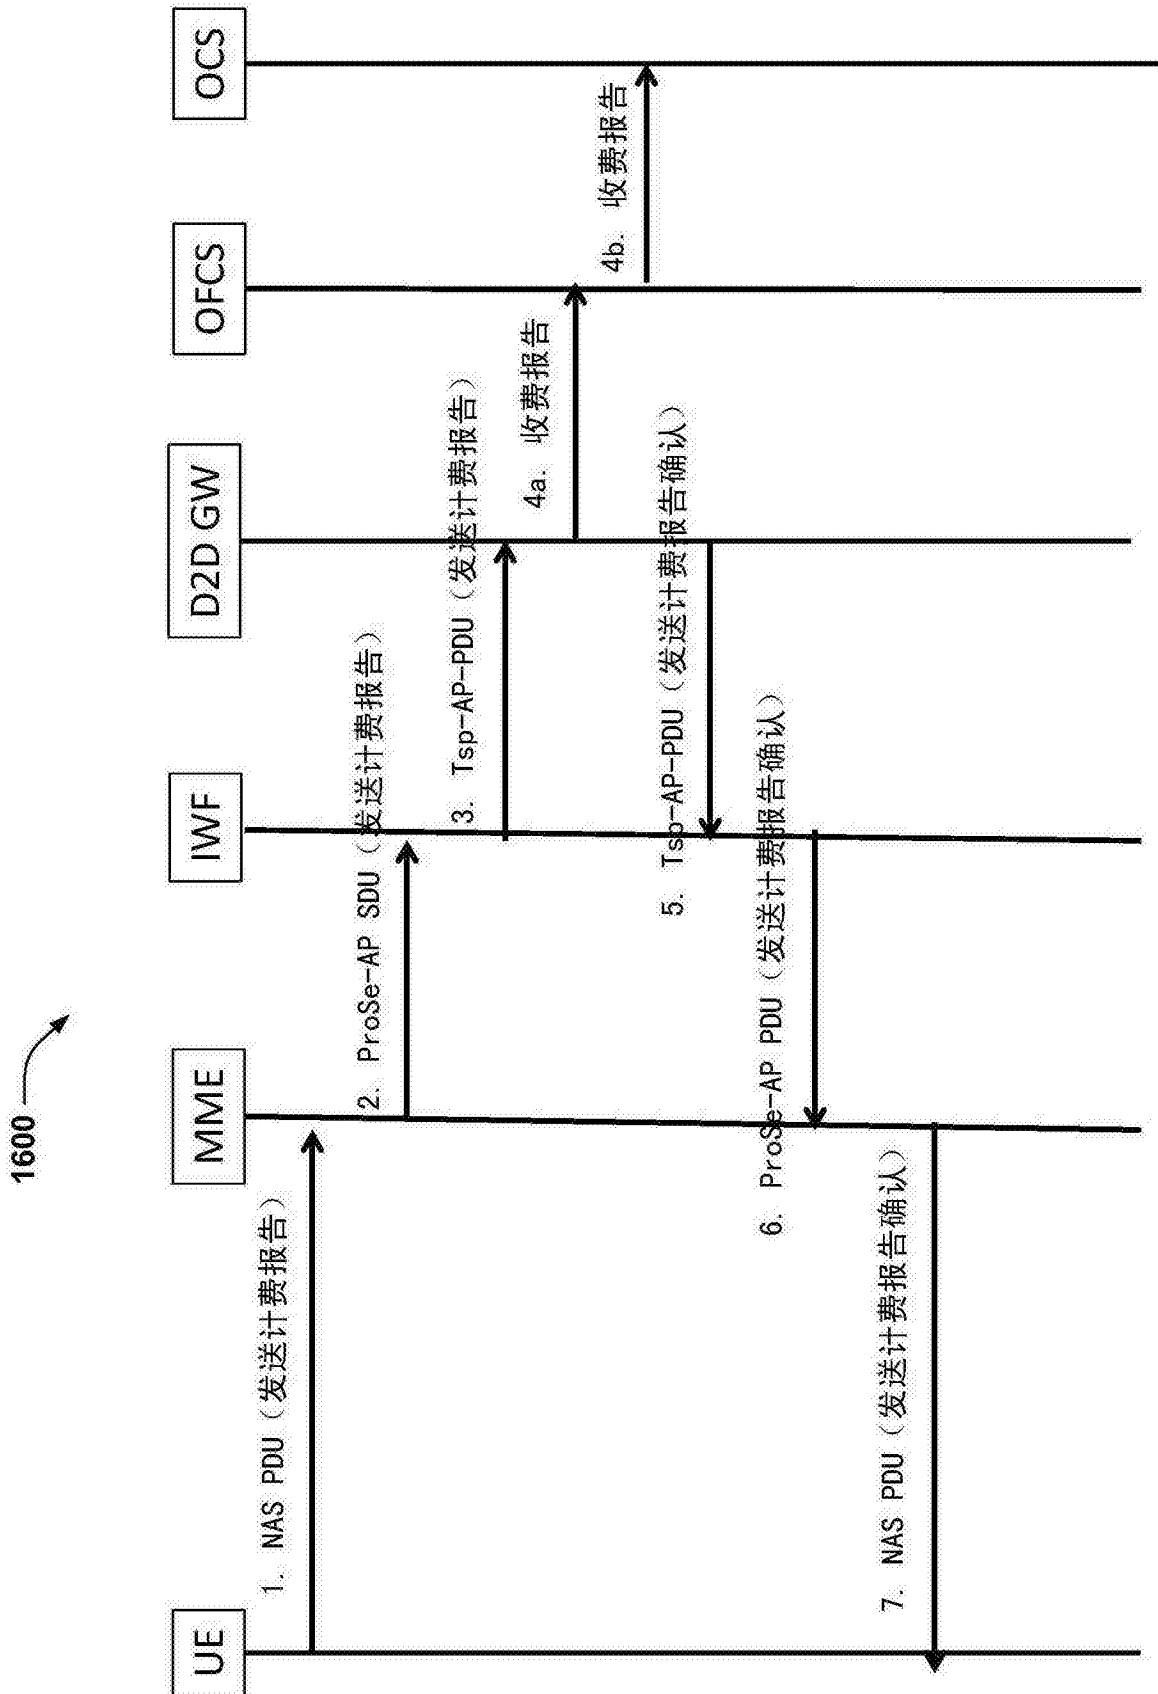 1600
UE
MME
IWF
D2D GW
OFCS
OCS
1. NAS PDU（发送计费报告）
2. ProSe-AP SDU（发送计费报告）
3. Tsp-AP-PDU（发送计费报告）
4a. 收费报告
4b. 收费报告
5. Tsp-AP-PDU（发送计费报告确认）
6. ProSe-AP PDU（发送计费报告确认）
7. NAS PDU（发送计费报告确认）